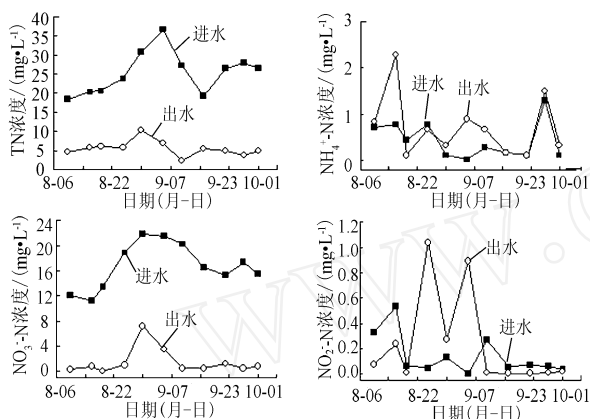 TN浓度/(mg•L⁻¹)
40
35
30
25
20
15
10
5
0
进水
出水
8-06 8-22 9-07 9-23 10-01
日期(月-日)
NH₄⁺-N浓度/(mg•L⁻¹)
3
2
1
0
进水
出水
8-06 8-22 9-07 9-23 10-01
日期(月-日)
NO₃⁻-N浓度/(mg•L⁻¹)
24
20
16
12
8
4
0
进水
出水
8-06 8-22 9-07 9-23 10-01
日期(月-日)
NO₂-N浓度/(mg•L⁻¹)
1.2
1.0
0.8
0.6
0.4
0.2
0.0
出水
进水
8-06 8-22 9-07 9-23 10-01
日期(月-日)